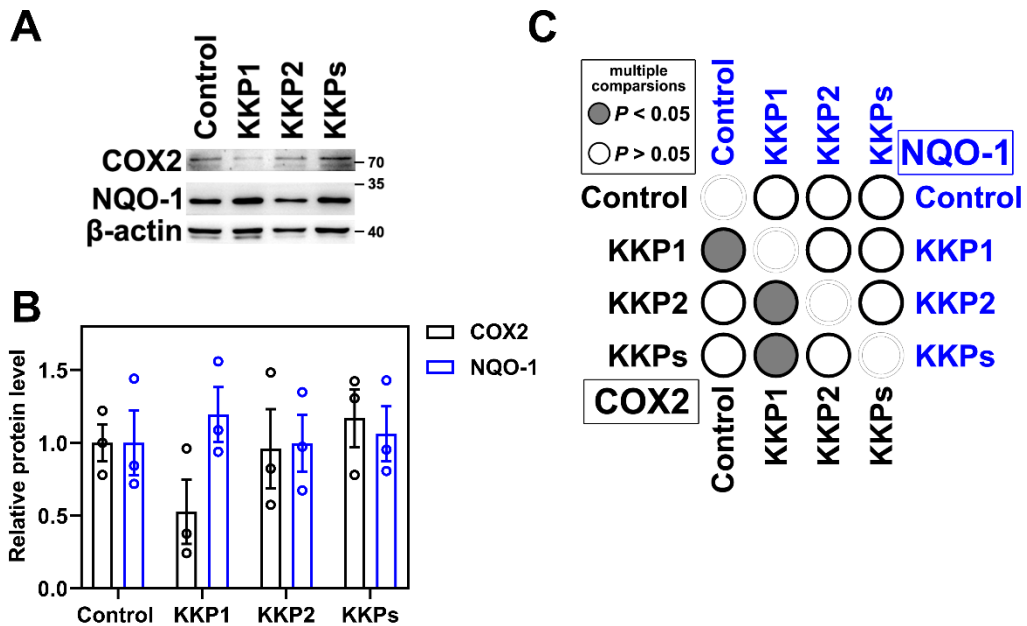 A
Control
KKP1
KKP2
KKPs
COX2
70
35
NQO-1
β-actin
40
B
COX2
NQO-1
Relative protein level
1.5
1.0
0.5
0.0
Control KKP1 KKP2 KKPs
C
multiple
comparsions
P < 0.05
P > 0.05
Control
KKP1
KKP2
KKPs
NQO-1
Control Control
KKP1 KKP1
KKP2 KKP2
KKPs KKPs
COX2
Control
KKP1
KKP2
KKPs